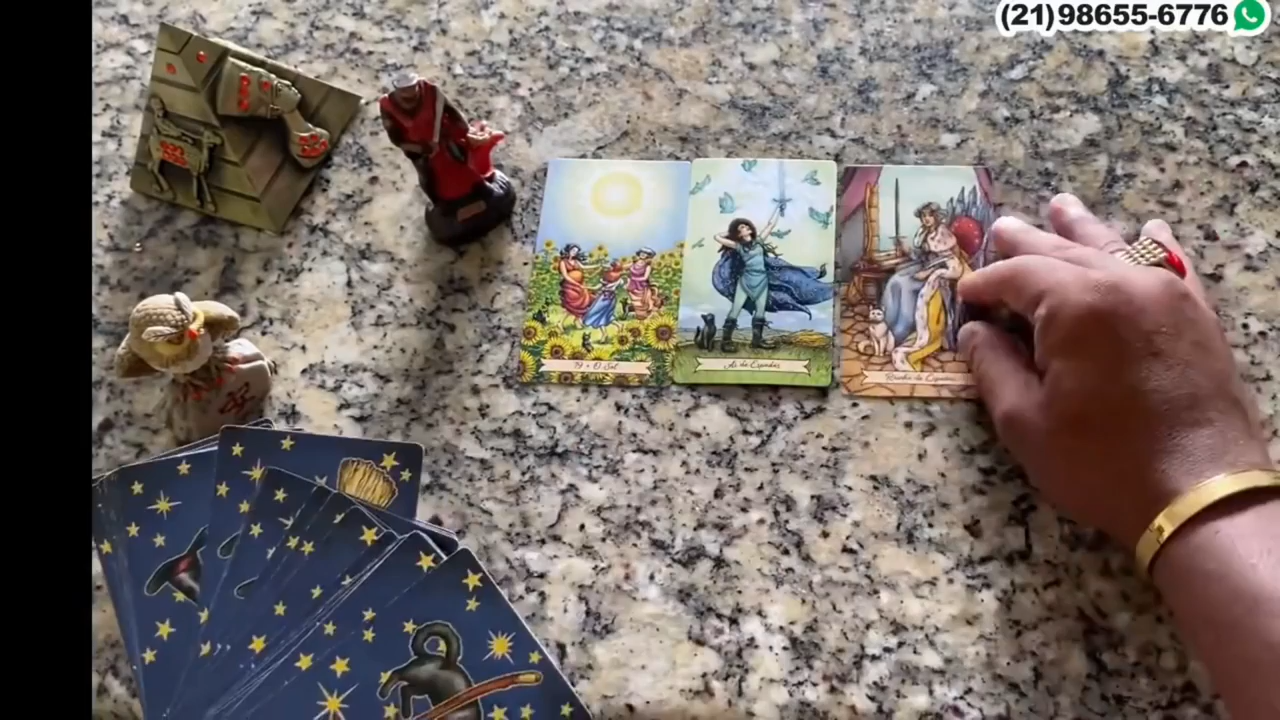 (21)98655-6776
19 • O Sol
Ás de Espadas
Rainha de Espadas